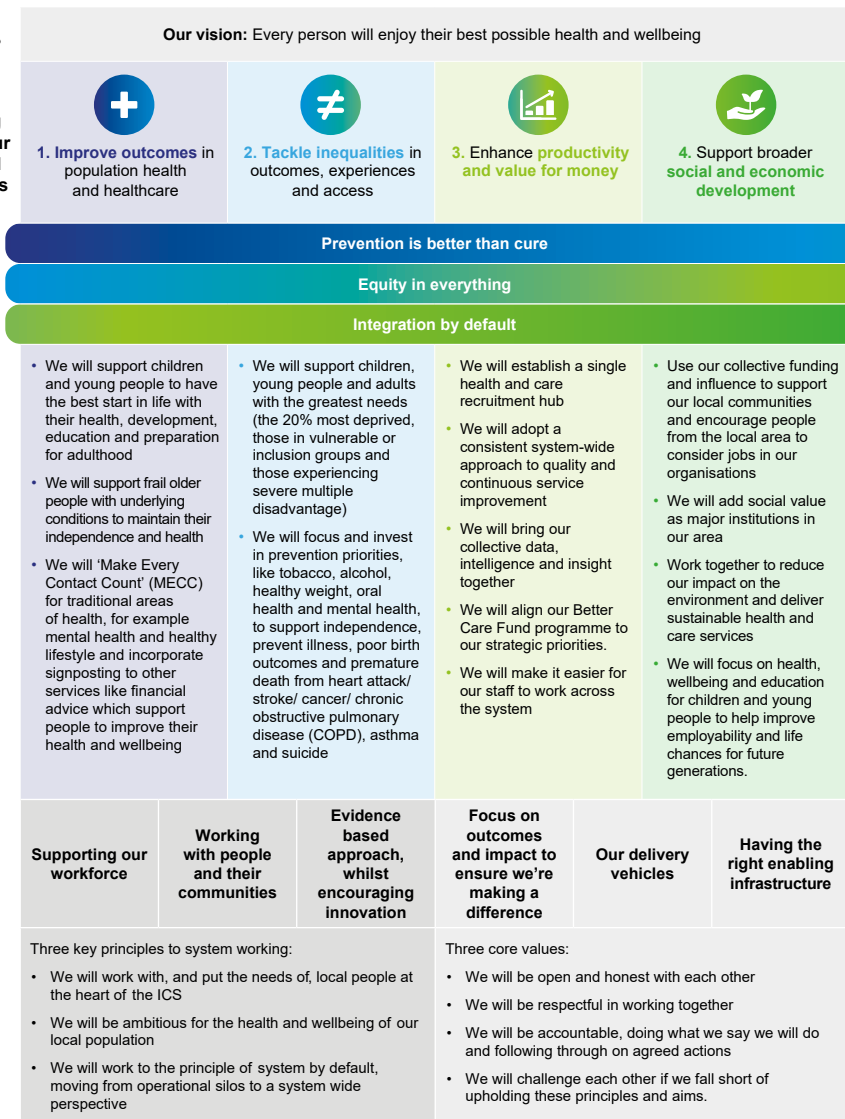 Our vision: Every person will enjoy their best possible health and wellbeing
1. Improve outcomes in
population health
and healthcare
2. Tackle inequalities in
outcomes, experiences
and access
3. Enhance productivity
and value for money
4. Support broader
social and economic
development
Prevention is better than cure
Equity in everything
Integration by default
• We will support children
and young people to have
the best start in life with
their health, development,
education and preparation
for adulthood
• We will support frail older
people with underlying
conditions to maintain their
independence and health
• We will ‘Make Every
Contact Count’ (MECC)
for traditional areas
of health, for example
mental health and healthy
lifestyle and incorporate
signposting to other
services like financial
advice which support
people to improve their
health and wellbeing
• We will support children,
young people and adults
with the greatest needs
(the 20% most deprived,
those in vulnerable or
inclusion groups and
those experiencing
severe multiple
disadvantage)
• We will focus and invest
in prevention priorities,
like tobacco, alcohol,
healthy weight, oral
health and mental health,
to support independence,
prevent illness, poor birth
outcomes and premature
death from heart attack/
stroke/ cancer/ chronic
obstructive pulmonary
disease (COPD), asthma
and suicide
• We will establish a single
health and care
recruitment hub
• We will adopt a
consistent system-wide
approach to quality and
continuous service
improvement
• We will bring our
collective data,
intelligence and insight
together
• We will align our Better
Care Fund programme to
our strategic priorities.
• We will make it easier for
our staff to work across
the system
• Use our collective funding
and influence to support
our local communities
and encourage people
from the local area to
consider jobs in our
organisations
• We will add social value
as major institutions in
our area
• Work together to reduce
our impact on the
environment and deliver
sustainable health and
care services
• We will focus on health,
wellbeing and education
for children and young
people to help improve
employability and life
chances for future
generations.
Supporting our
workforce
Working
with people
and their
communities
Evidence
based
approach,
whilst
encouraging
innovation
Focus on
outcomes
and impact to
ensure we’re
making a
difference
Our delivery
vehicles
Having the
right enabling
infrastructure
Three key principles to system working:
• We will work with, and put the needs of, local people at
the heart of the ICS
• We will be ambitious for the health and wellbeing of our
local population
• We will work to the principle of system by default,
moving from operational silos to a system wide
perspective
Three core values:
• We will be open and honest with each other
• We will be respectful in working together
• We will be accountable, doing what we say we will do
and following through on agreed actions
• We will challenge each other if we fall short of
upholding these principles and aims.